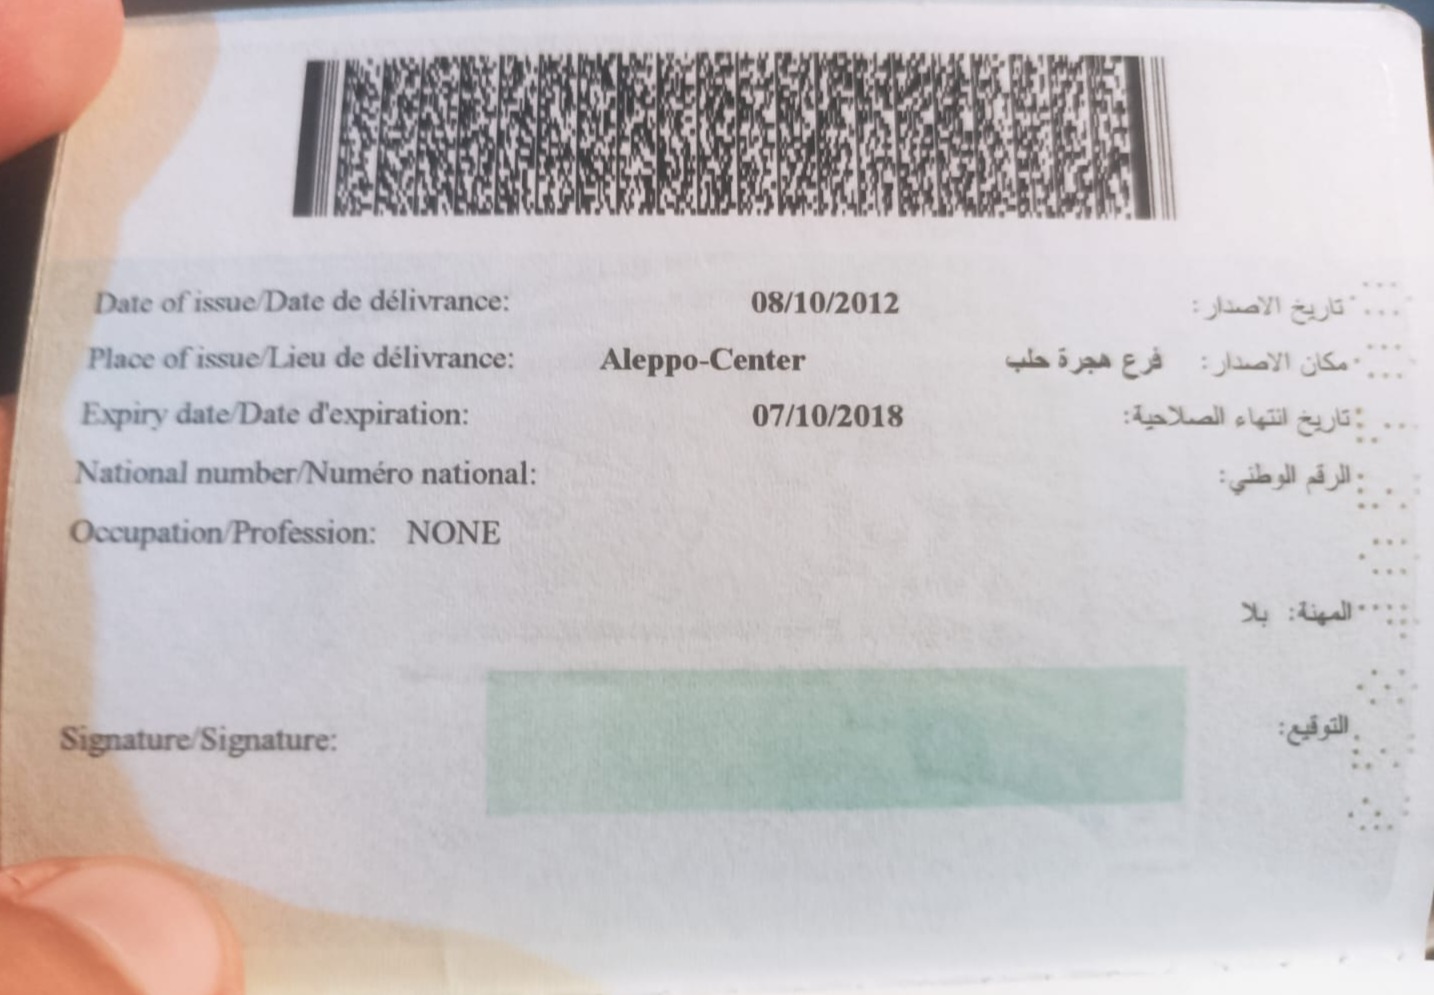 Date of issue/Date de délivrance: 08/10/2012 تاريخ الاصدار:
Place of issue/Lieu de délivrance: Aleppo-Center فرع هجرة حلب مكان الاصدار:
Expiry date/Date d'expiration: 07/10/2018 تاريخ انتهاء الصلاحية:
National number/Numéro national: الرقم الوطني:
Occupation/Profession: NONE
المهنة: بلا
Signature/Signature: التوقيع: